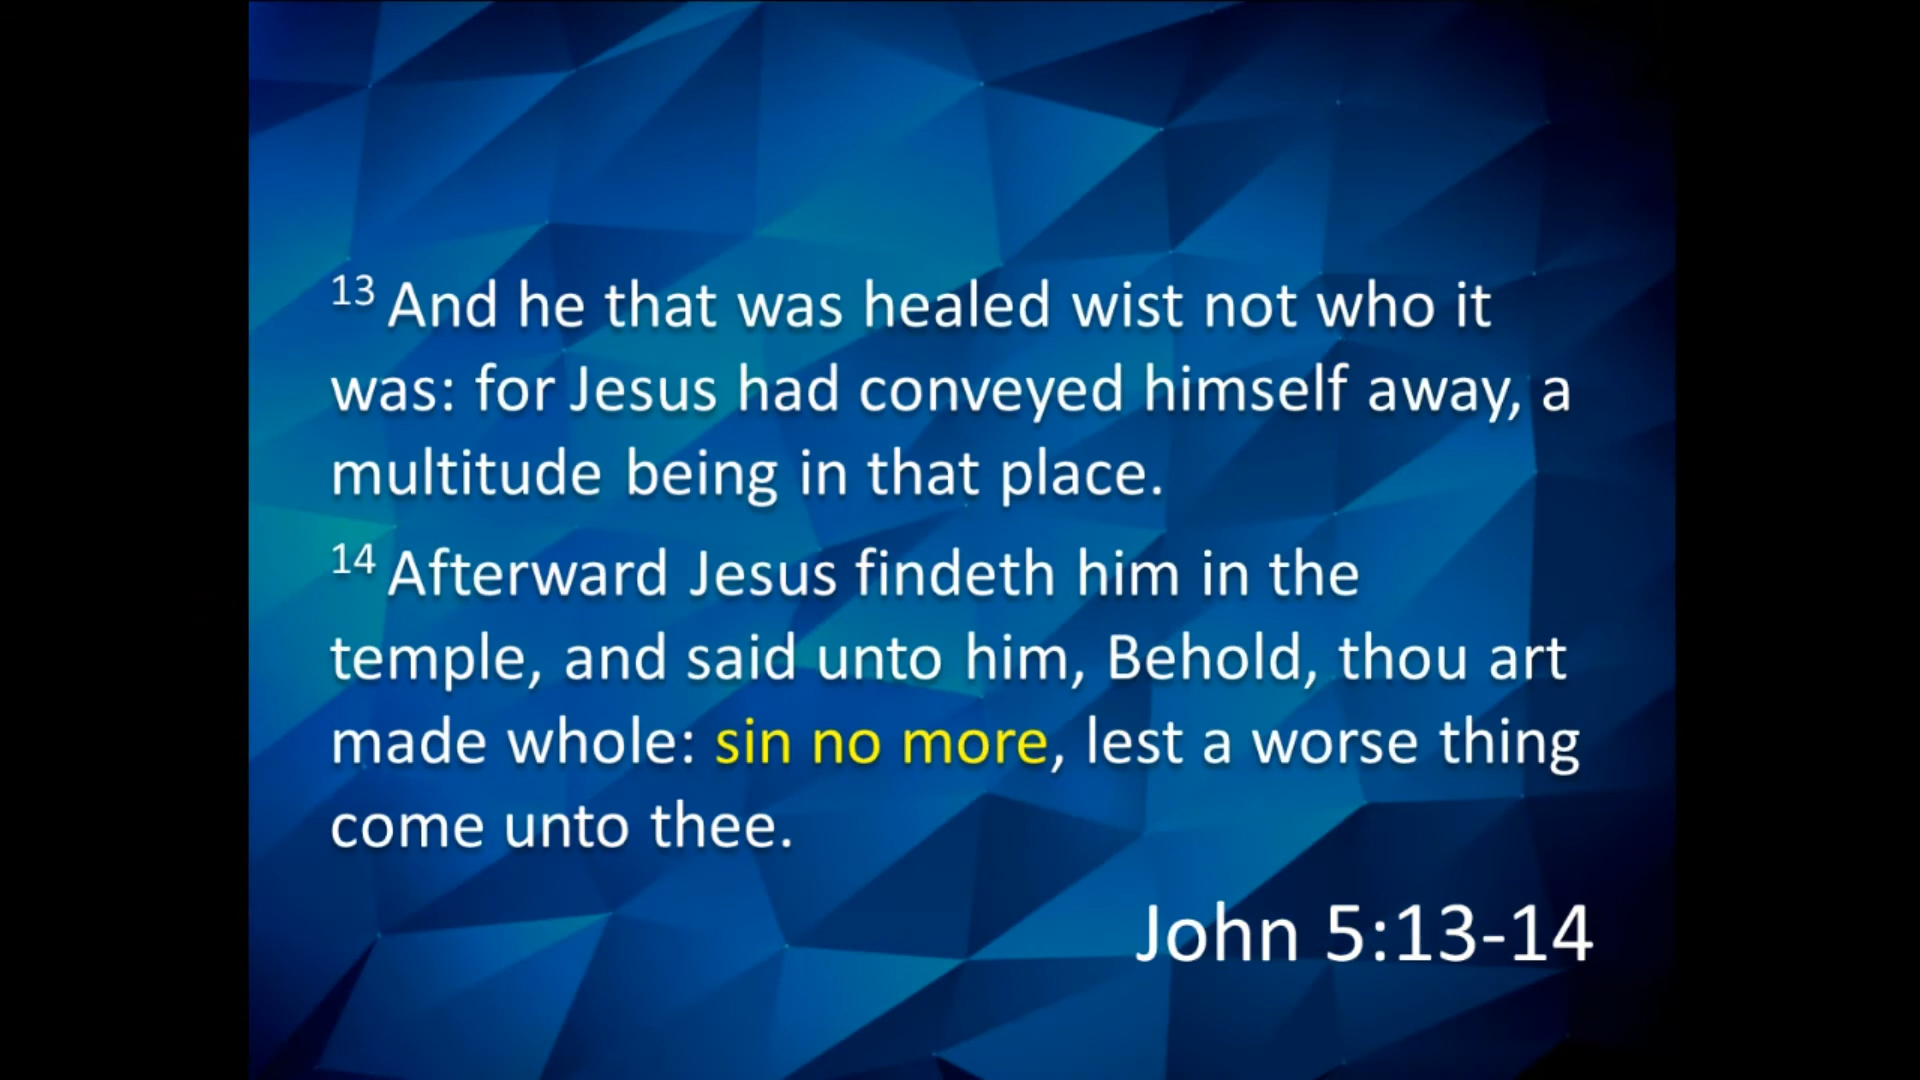 13 And he that was healed wist not who it
was: for Jesus had conveyed himself away, a
multitude being in that place.
14 Afterward Jesus findeth him in the
temple, and said unto him, Behold, thou art
made whole: sin no more, lest a worse thing
come unto thee.
John 5:13-14